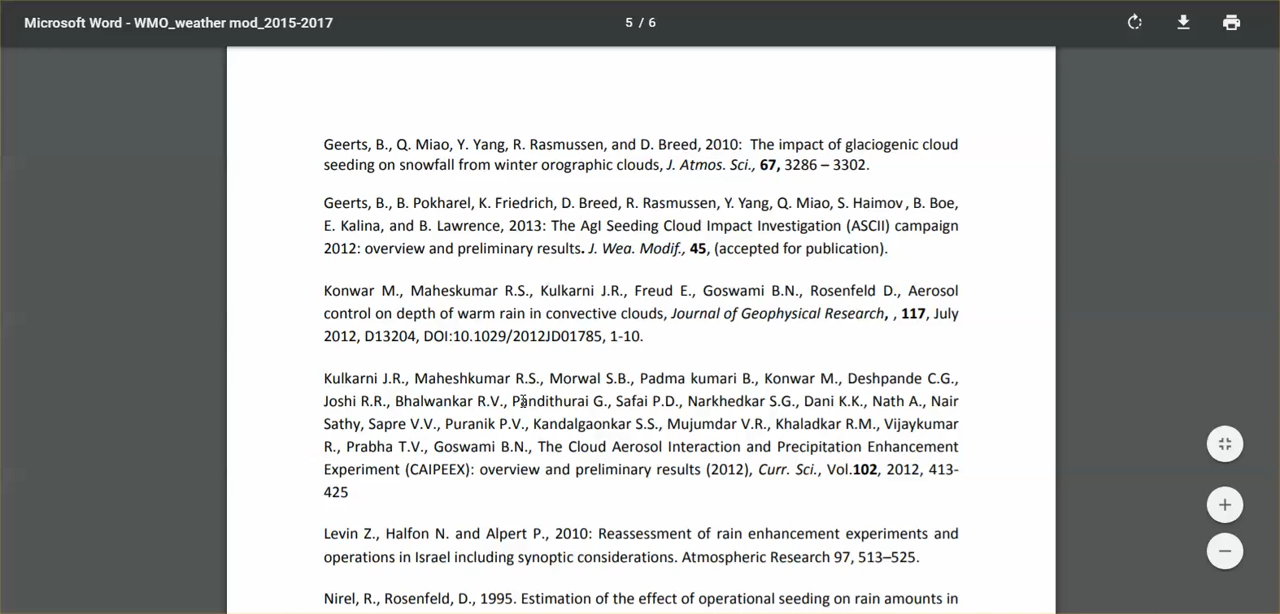 Microsoft Word - WMO_weather mod_2015-2017
5 / 6
Geerts, B., Q. Miao, Y. Yang, R. Rasmussen, and D. Breed, 2010: The impact of glaciogenic cloud
seeding on snowfall from winter orographic clouds, J. Atmos. Sci., 67, 3286 – 3302.
Geerts, B., B. Pokharel, K. Friedrich, D. Breed, R. Rasmussen, Y. Yang, Q. Miao, S. Haimov , B. Boe,
E. Kalina, and B. Lawrence, 2013: The AgI Seeding Cloud Impact Investigation (ASCII) campaign
2012: overview and preliminary results. J. Wea. Modif., 45, (accepted for publication).
Konwar M., Maheskumar R.S., Kulkarni J.R., Freud E., Goswami B.N., Rosenfeld D., Aerosol
control on depth of warm rain in convective clouds, Journal of Geophysical Research, , 117, July
2012, D13204, DOI:10.1029/2012JD01785, 1-10.
Kulkarni J.R., Maheshkumar R.S., Morwal S.B., Padma kumari B., Konwar M., Deshpande C.G.,
Joshi R.R., Bhalwankar R.V., Pandithurai G., Safai P.D., Narkhedkar S.G., Dani K.K., Nath A., Nair
Sathy, Sapre V.V., Puranik P.V., Kandalgaonkar S.S., Mujumdar V.R., Khaladkar R.M., Vijaykumar
R., Prabha T.V., Goswami B.N., The Cloud Aerosol Interaction and Precipitation Enhancement
Experiment (CAIPEEX): overview and preliminary results (2012), Curr. Sci., Vol.102, 2012, 413-
425
Levin Z., Halfon N. and Alpert P., 2010: Reassessment of rain enhancement experiments and
operations in Israel including synoptic considerations. Atmospheric Research 97, 513–525.
Nirel, R., Rosenfeld, D., 1995. Estimation of the effect of operational seeding on rain amounts in